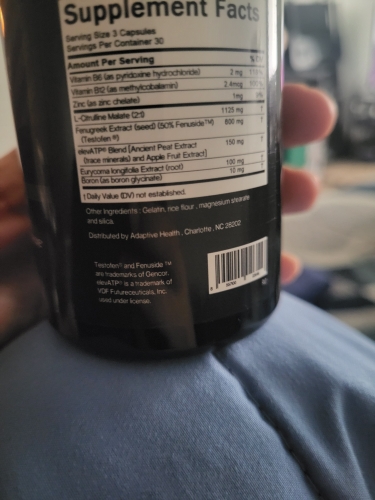 Supplement Facts
Serving Size 3 Capsules
Servings Per Container 30
Amount Per Serving
Vitamin B6 (as pyridoxine hydrochloride) 2 mg
Vitamin B12 (as methylcobalamin) 2.4mcg
Zinc (as zinc chelate) 1mg
L-Citrulline Malate (2:1) 1125 mg
Fenugreek Extract (seed) (50% Fenuside™) 600 mg
(Testofen ®)
elevATP® Blend (Ancient Peat Extract 150 mg
(trace minerals) and Apple Fruit Extract)
Eurycoma longifolia Extract (root) 100 mg
Boron (as boron glycinate) 10 mg
† Daily Value (DV) not established.
Other Ingredients : Gelatin, rice flour , magnesium stearate
and silica.
Distributed by Adaptive Health , Charlotte , NC 28202
Testofen® and Fenuside ™
are trademarks of Gencor.
elevATP® is a trademark of
VDF Futureceuticals, Inc.
used under license.